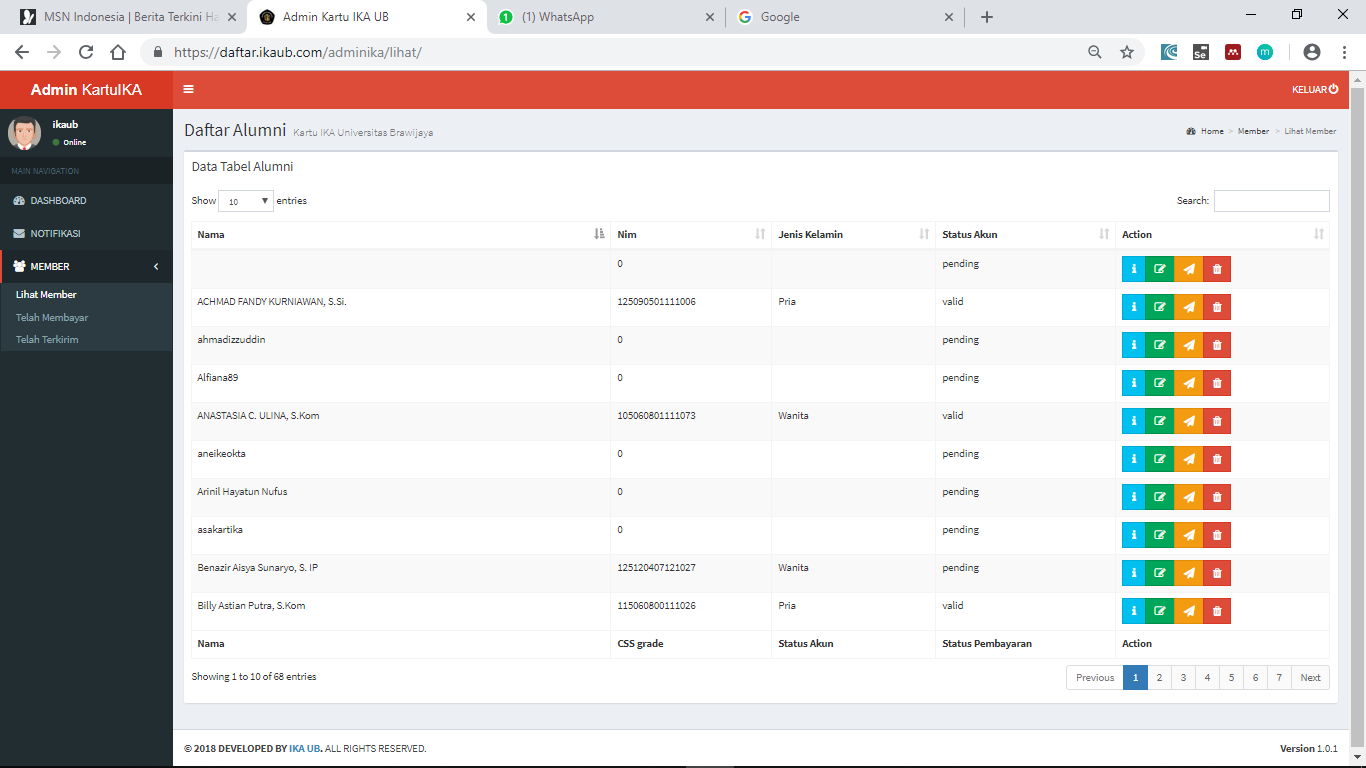 MSN Indonesia | Berita Terkini Ha
Admin Kartu IKA UB
(1) WhatsApp
Google
https://daftar.ikaub.com/adminika/lihat/
Admin KartuIKA
KELUAR
ikaub
Online
MAIN NAVIGATION
DASHBOARD
NOTIFIKASI
MEMBER
Lihat Member
Telah Membayar
Telah Terkirim
Daftar Alumni Kartu IKA Universitas Brawijaya
Home > Member > Lihat Member
Data Tabel Alumni
Show 10 entries
Search:
Nama Nim Jenis Kelamin Status Akun Action
0 pending
ACHMAD FANDY KURNIAWAN, S.Si. 125090501111006 Pria valid
ahmadizzuddin 0 pending
Alfiana89 0 pending
ANASTASIA C. ULINA, S.Kom 105060801111073 Wanita valid
aneikeokta 0 pending
Arinil Hayatun Nufus 0 pending
asakartika 0 pending
Benazir Aisya Sunaryo, S. IP 125120407121027 Wanita pending
Billy Astian Putra, S.Kom 115060800111026 Pria valid
Nama CSS grade Status Akun Status Pembayaran Action
Showing 1 to 10 of 68 entries
Previous 1 2 3 4 5 6 7 Next
© 2018 DEVELOPED BY IKA UB. ALL RIGHTS RESERVED.
Version 1.0.1